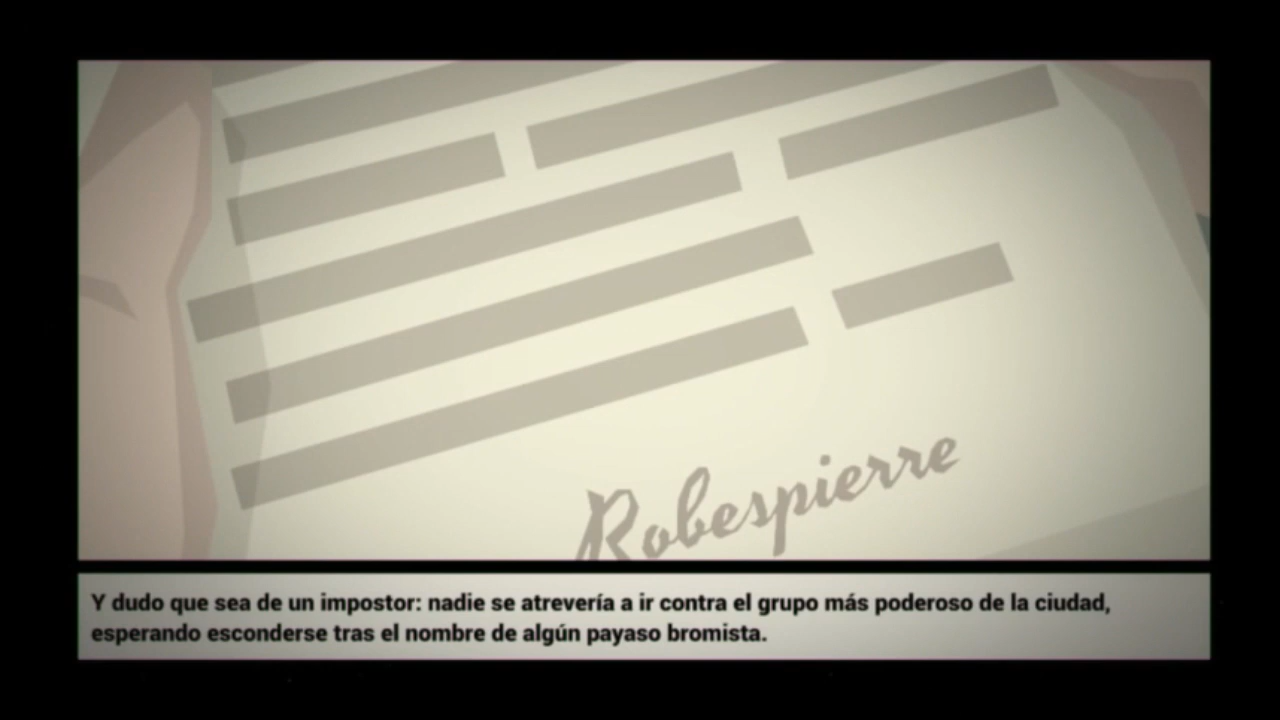 Robespierre
Y dudo que sea de un impostor: nadie se atrevería a ir contra el grupo más poderoso de la ciudad,
esperando esconderse tras el nombre de algún payaso bromista.